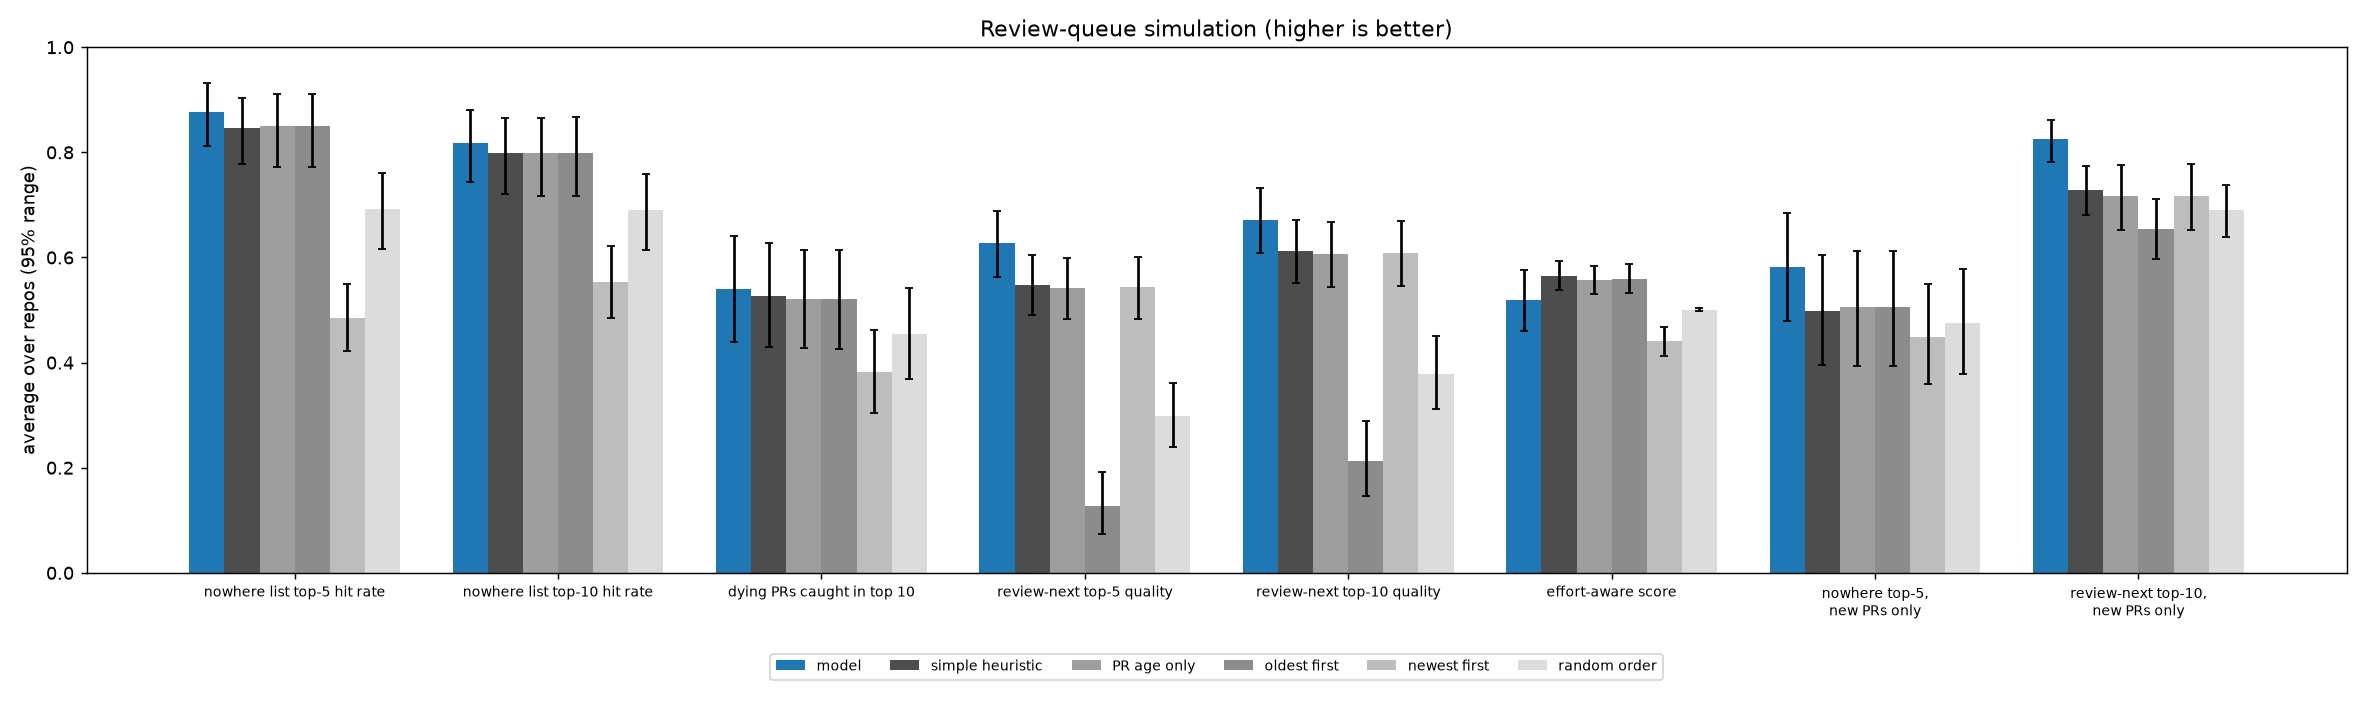 Review-queue simulation (higher is better)
average over repos (95% range)
1.0
0.8
0.6
0.4
0.2
0.0
nowhere list top-5 hit rate
nowhere list top-10 hit rate
dying PRs caught in top 10
review-next top-5 quality
review-next top-10 quality
effort-aware score
nowhere top-5,
new PRs only
review-next top-10,
new PRs only
model
simple heuristic
PR age only
oldest first
newest first
random order